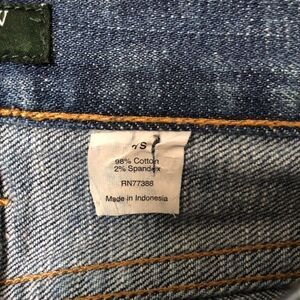 W
98% Cotton
2% Spandex
RN77388
Made in Indonesia